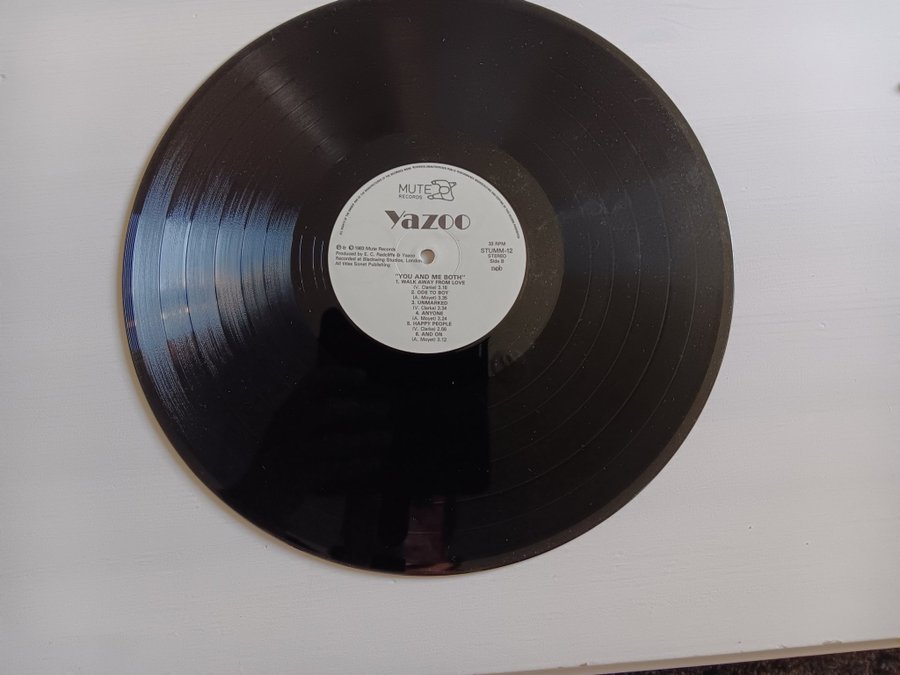 MUTE
RECORDS
Yazoo
℗ © 1983 Mute Records
Produced by E. C. Radcliffe & Yazoo
Recorded at Blackwing Studios, London
All titles Sonet Publishing
33 RPM
STUMM-12
STEREO
Side B
ncb
"YOU AND ME BOTH"
1. WALK AWAY FROM LOVE
(V. Clarke) 3.18
2. ODE TO BOY
(A. Moyet) 3.35
3. UNMARKED
(V. Clarke) 3.34
4. ANYONE
(A. Moyet) 3.24
5. HAPPY PEOPLE
(V. Clarke) 2.56
6. AND ON
(A. Moyet) 3.12